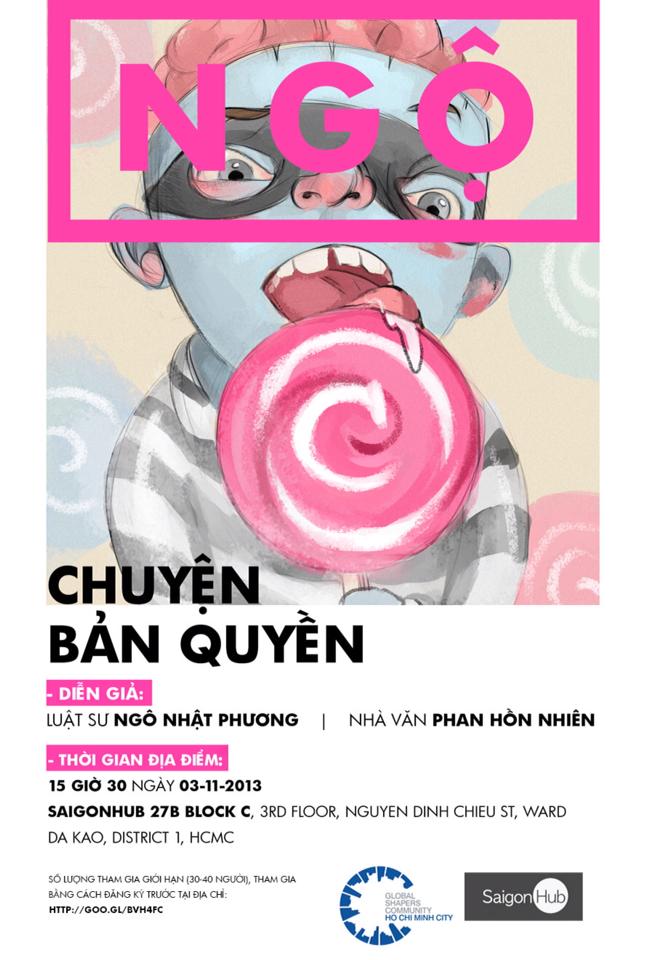 NGỘ
CHUYỆN
BẢN QUYỀN
- DIỄN GIẢ:
LUẬT SƯ NGÔ NHẬT PHƯƠNG | NHÀ VĂN PHAN HỒN NHIÊN
- THỜI GIAN ĐỊA ĐIỂM:
15 GIỜ 30 NGÀY 03-11-2013
SAIGONHUB 27B BLOCK C, 3RD FLOOR, NGUYEN DINH CHIEU ST, WARD
DA KAO, DISTRICT 1, HCMC
SỐ LƯỢNG THAM GIA GIỚI HẠN (30-40 NGƯỜI), THAM GIA
BẰNG CÁCH ĐĂNG KÝ TRƯỚC TẠI ĐỊA CHỈ:
HTTP://GOO.GL/BVH4FC
GLOBAL
SHAPERS
COMMUNITY
HO CHI MINH CITY
Saigon Hub